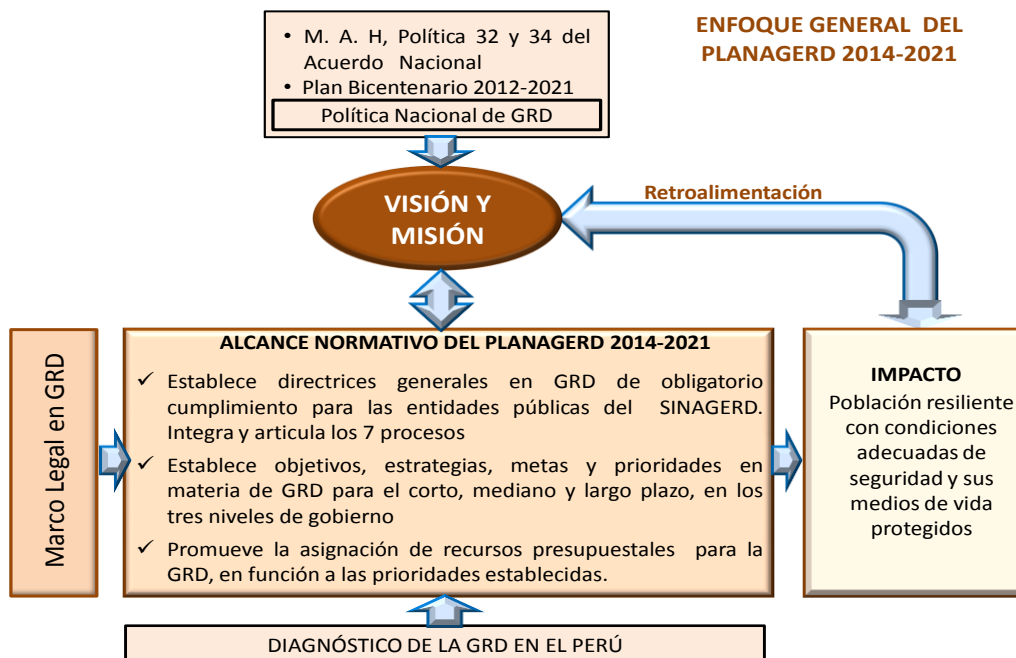 ENFOQUE GENERAL DEL
PLANAGERD 2014-2021
• M. A. H, Política 32 y 34 del
Acuerdo Nacional
• Plan Bicentenario 2012-2021
Política Nacional de GRD
VISIÓN Y
MISIÓN
Retroalimentación
Marco Legal en GRD
ALCANCE NORMATIVO DEL PLANAGERD 2014-2021
✓ Establece directrices generales en GRD de obligatorio
cumplimiento para las entidades públicas del SINAGERD.
Integra y articula los 7 procesos
✓ Establece objetivos, estrategias, metas y prioridades en
materia de GRD para el corto, mediano y largo plazo, en los
tres niveles de gobierno
✓ Promueve la asignación de recursos presupuestales para la
GRD, en función a las prioridades establecidas.
IMPACTO
Población resiliente
con condiciones
adecuadas de
seguridad y sus
medios de vida
protegidos
DIAGNÓSTICO DE LA GRD EN EL PERÚ